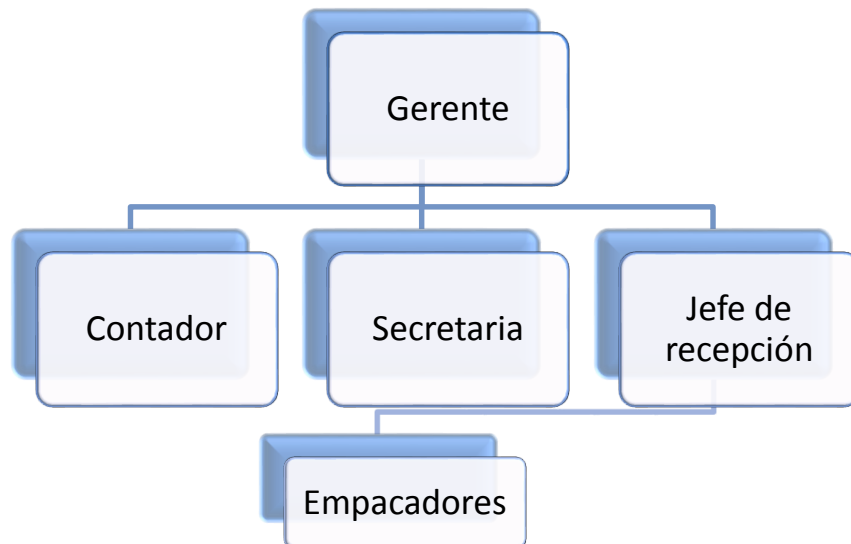 Gerente
Contador
Secretaria
Jefe de
recepción
Empacadores